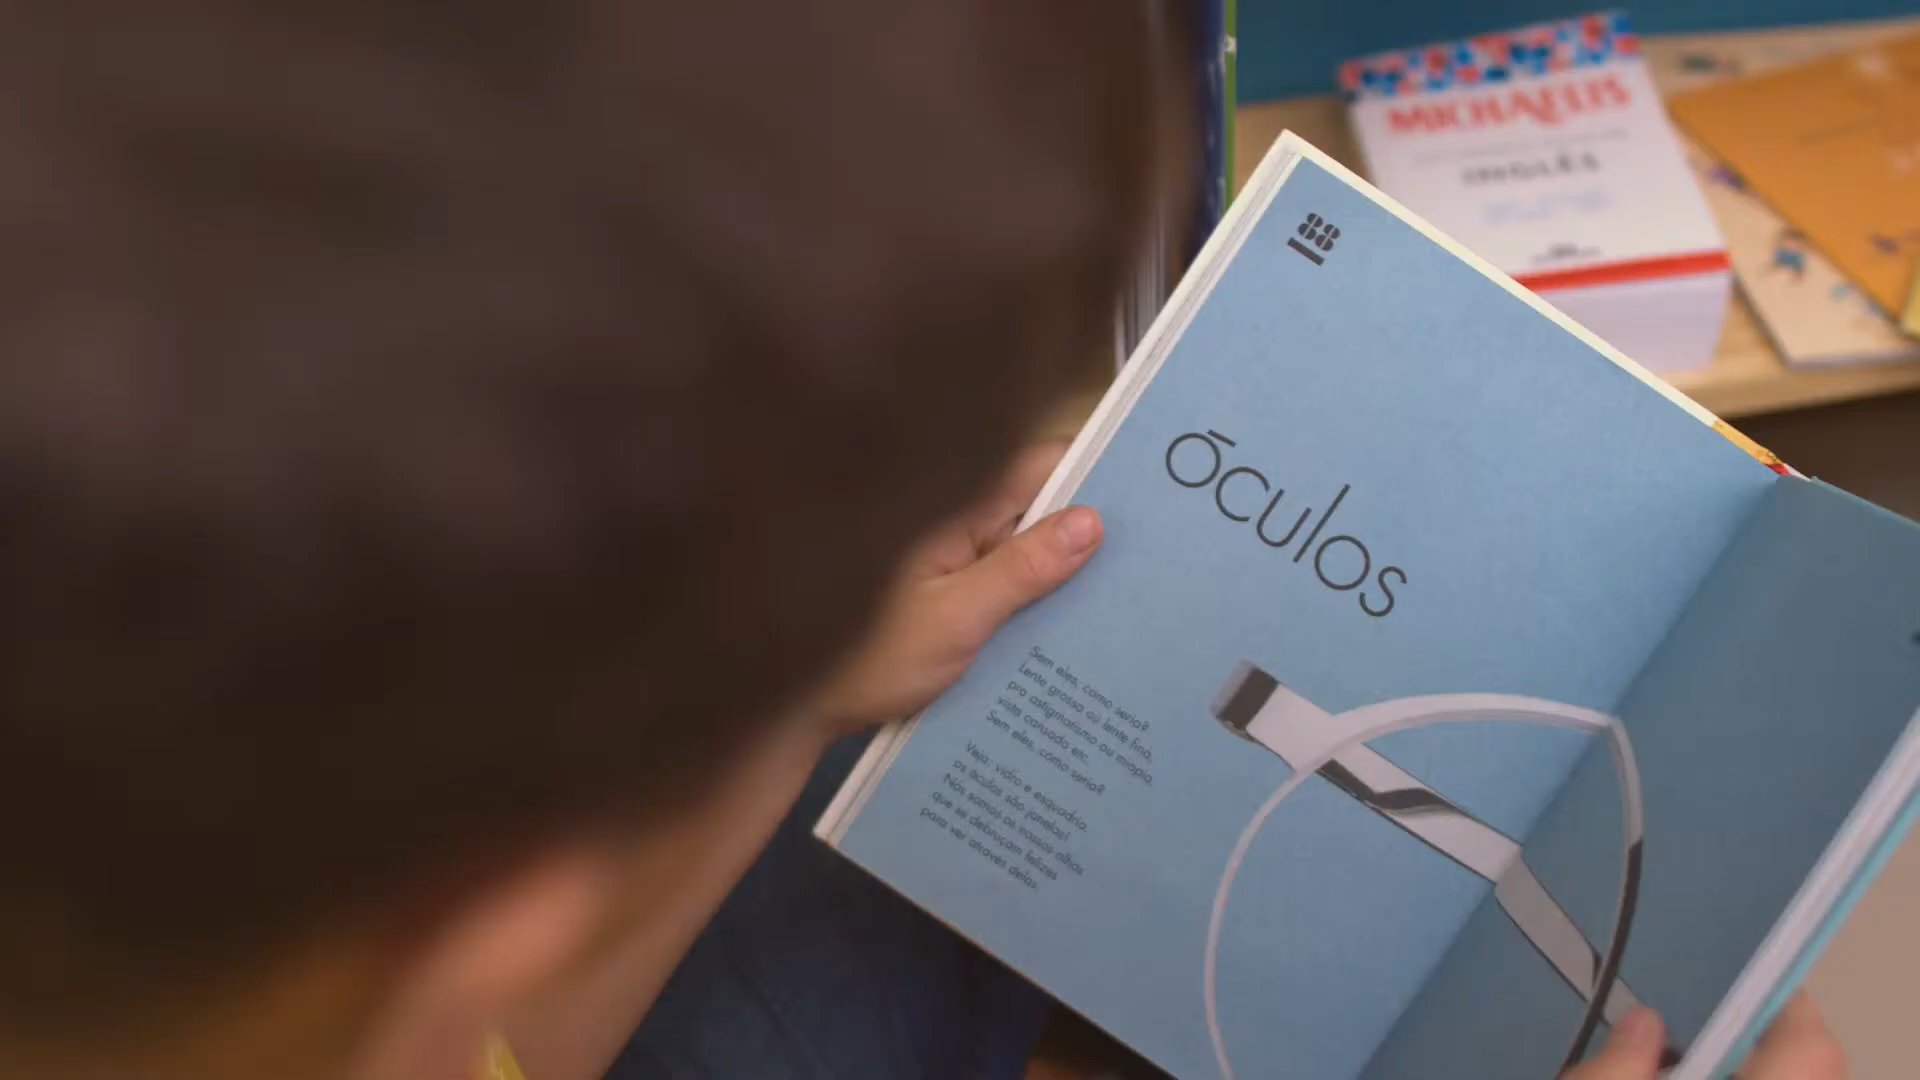 88
óculos
Sem eles, como seria?
Lente grossa ou lente fina,
pro astigmatismo ou miopia,
vista cansada etc.
Sem eles, como seria?
Veja: vidro e esquadria,
os óculos são janelas!
Nós somos os nossos olhos
que se debruçam felizes
para ver através delas.
MICHAELIS
INGLÊS